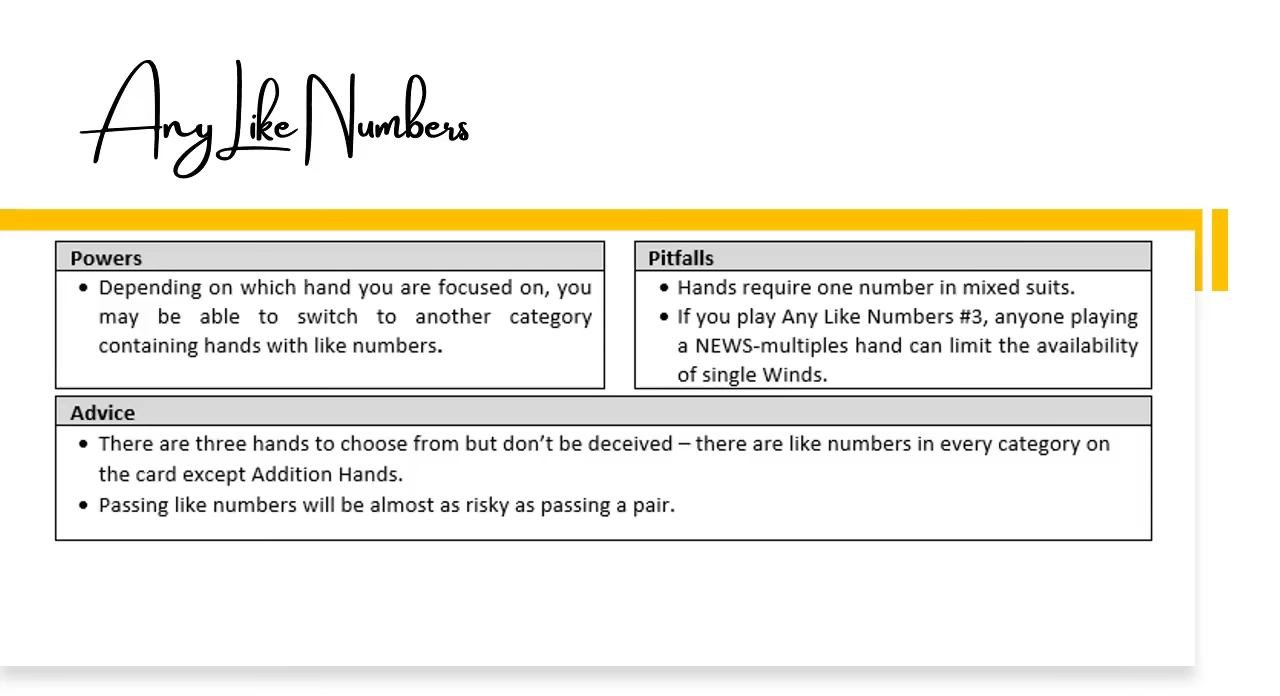 Any Like Numbers
Powers
• Depending on which hand you are focused on, you
may be able to switch to another category
containing hands with like numbers.
Pitfalls
• Hands require one number in mixed suits.
• If you play Any Like Numbers #3, anyone playing
a NEWS-multiples hand can limit the availability
of single Winds.
Advice
• There are three hands to choose from but don’t be deceived – there are like numbers in every category on
the card except Addition Hands.
• Passing like numbers will be almost as risky as passing a pair.